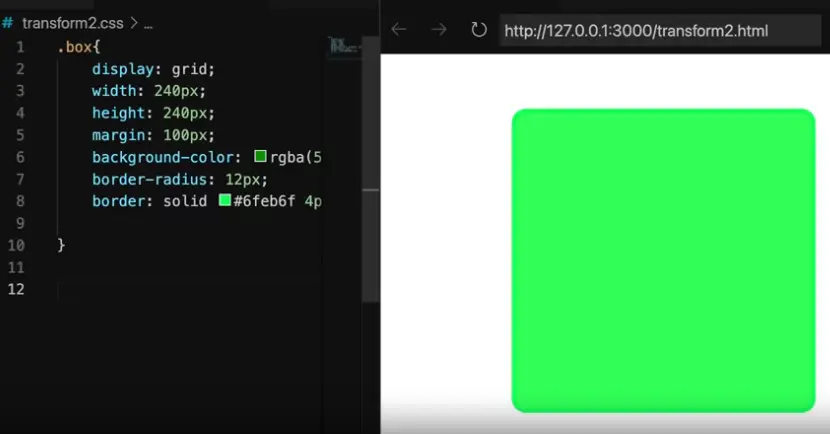 # transform2.css > ...
1 .box{
2 display: grid;
3 width: 240px;
4 height: 240px;
5 margin: 100px;
6 background-color: rgba(5
7 border-radius: 12px;
8 border: solid #6feb6f 4p
9
10 }
11
12
http://127.0.0.1:3000/transform2.html